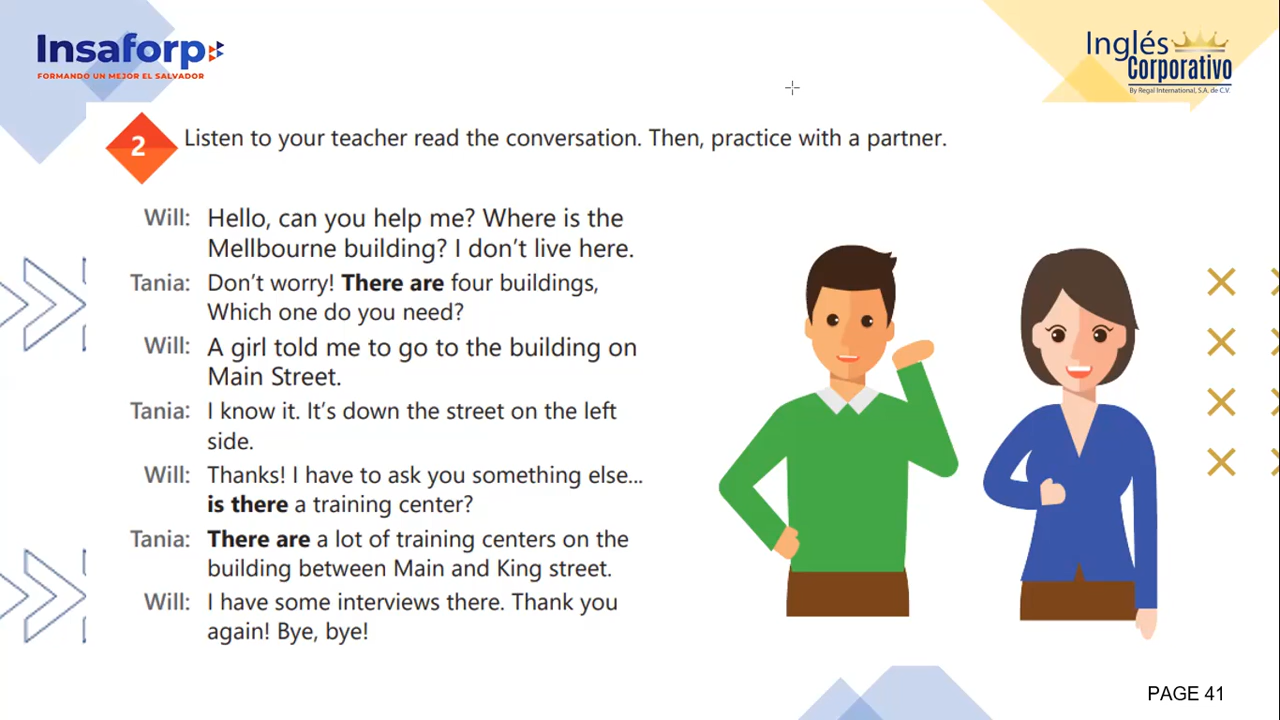 Insaforp
FORMANDO UN MEJOR EL SALVADOR
Inglés
Corporativo
By Regal International, S.A. de C.V.
2
Listen to your teacher read the conversation. Then, practice with a partner.
Will: Hello, can you help me? Where is the
Mellbourne building? I don't live here.
Tania: Don't worry! There are four buildings,
Which one do you need?
Will: A girl told me to go to the building on
Main Street.
Tania: I know it. It's down the street on the left
side.
Will: Thanks! I have to ask you something else...
is there a training center?
Tania: There are a lot of training centers on the
building between Main and King street.
Will: I have some interviews there. Thank you
again! Bye, bye!
PAGE 41